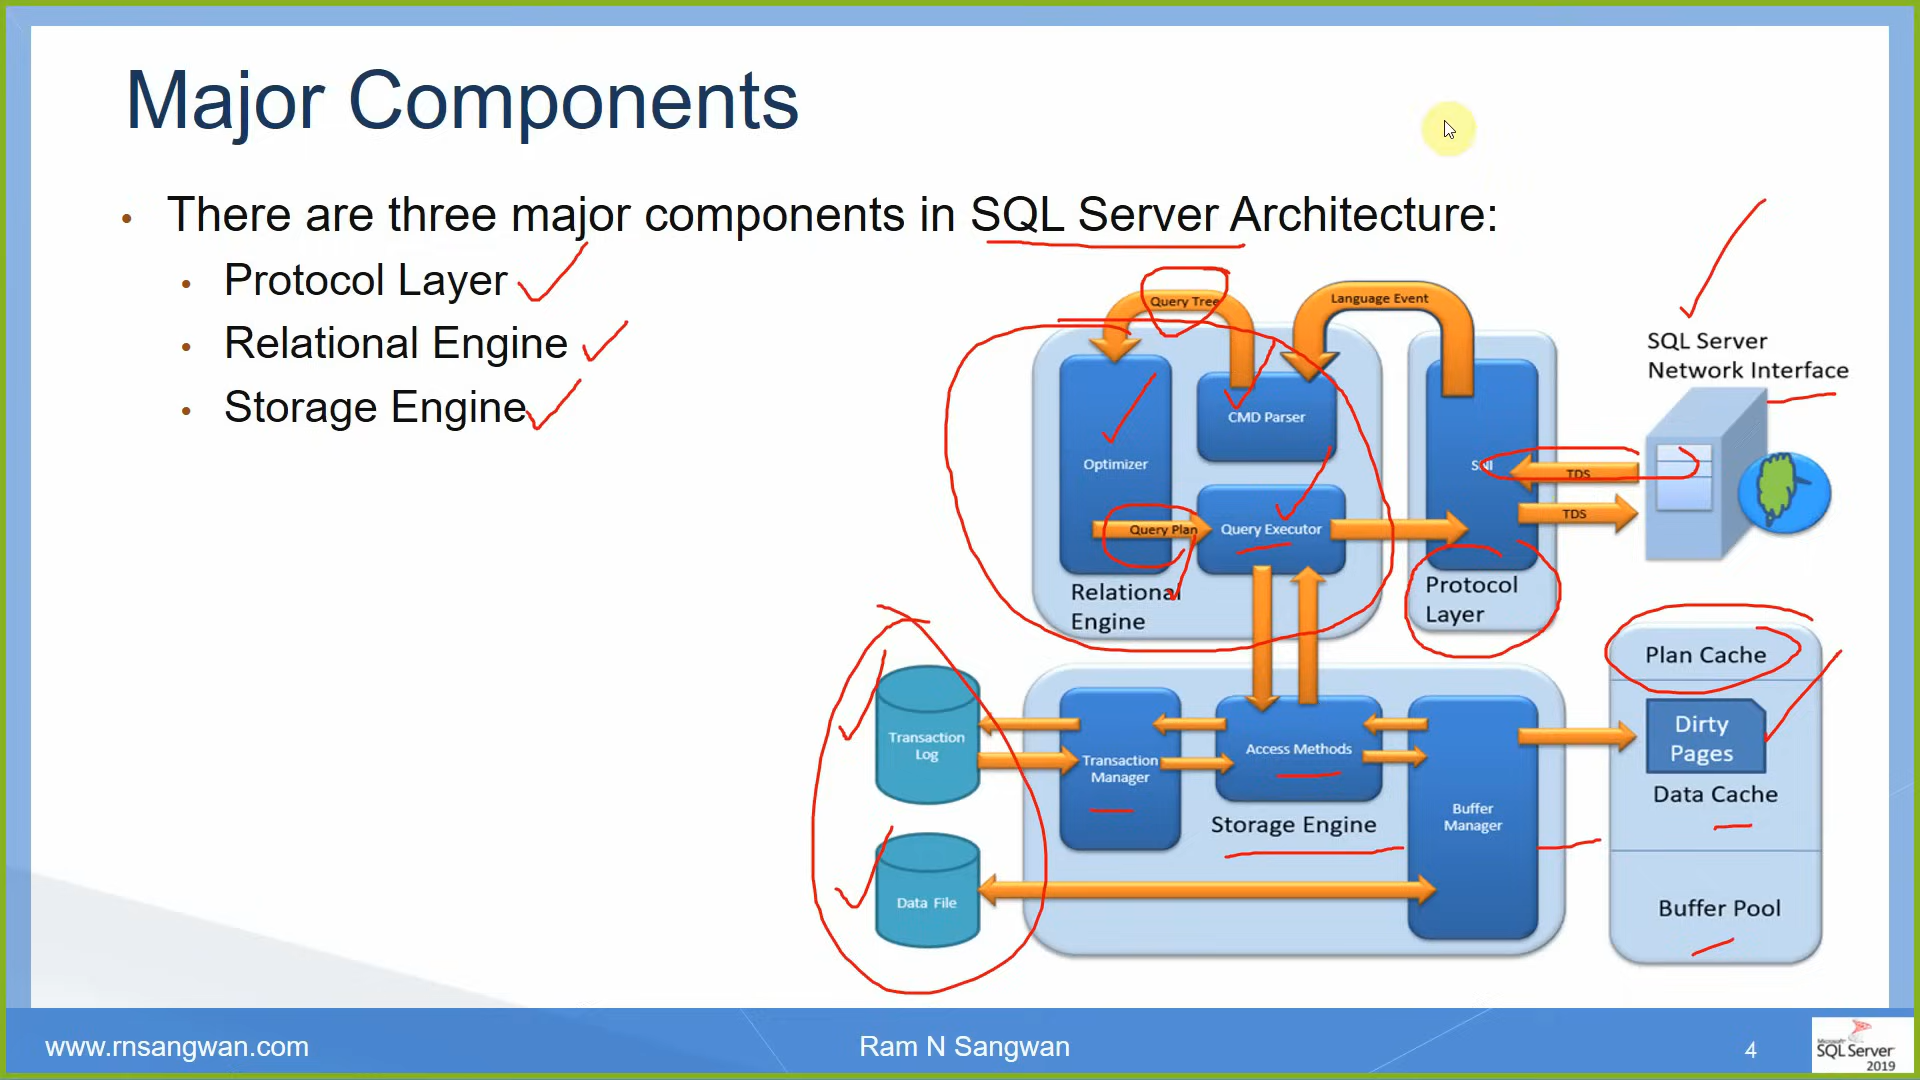 Major Components
• There are three major components in SQL Server Architecture:
• Protocol Layer
• Relational Engine
• Storage Engine
Query Tree
Language Event
SQL Server
Network Interface
CMD Parser
Optimizer
SNI
TDS
TDS
Query Plan
Query Executor
Relational
Engine
Protocol
Layer
Plan Cache
Dirty
Pages
Data Cache
Buffer Pool
Transaction
Log
Transaction
Manager
Access Methods
Storage Engine
Buffer
Manager
Data File
www.rnsangwan.com
Ram N Sangwan
4
Microsoft
SQL Server
2019